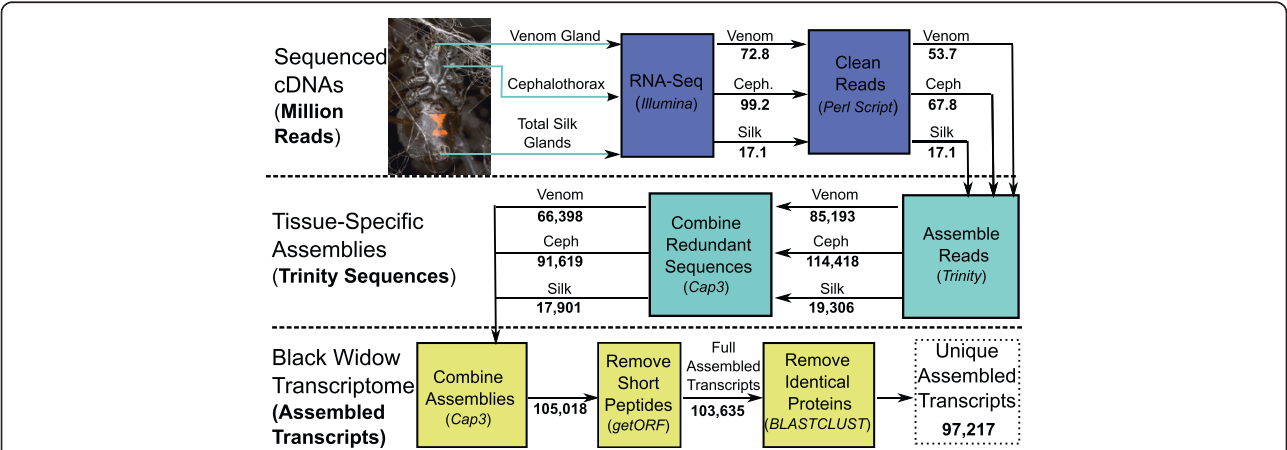 Sequenced
cDNAs
(Million
Reads)
Venom Gland
Cephalothorax
Total Silk
Glands
RNA-Seq
(Illumina)
Venom
72.8
Ceph.
99.2
Silk
17.1
Clean
Reads
(Perl Script)
Venom
53.7
Ceph
67.8
Silk
17.1
Tissue-Specific
Assemblies
(Trinity Sequences)
Venom
66,398
Ceph
91,619
Silk
17,901
Combine
Redundant
Sequences
(Cap3)
Venom
85,193
Ceph
114,418
Silk
19,306
Assemble
Reads
(Trinity)
Black Widow
Transcriptome
(Assembled
Transcripts)
Combine
Assemblies
(Cap3)
105,018
Remove
Short
Peptides
(getORF)
Full
Assembled
Transcripts
103,635
Remove
Identical
Proteins
(BLASTCLUST)
Unique
Assembled
Transcripts
97,217